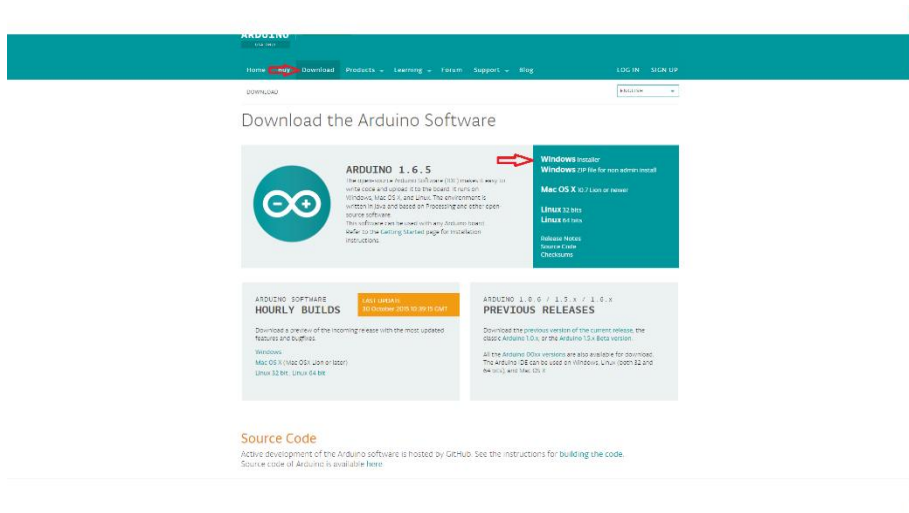 ARDUINO
Home Buy Download Products Learning Forum Support Blog LOG IN SIGN UP
DOWNLOAD
ENGLISH
Download the Arduino Software
ARDUINO 1.6.5
The open-source Arduino Software (IDE) makes it easy to
write code and upload it to the board. It runs on
Windows, Mac OS X, and Linux. The environment is
written in Java and based on Processing and other open-
source software.
This software can be used with any Arduino board.
Refer to the Getting Started page for Installation
instructions.
Windows Installer
Windows ZIP file for non admin install
Mac OS X 10.7 Lion or newer
Linux 32 bits
Linux 64 bits
Release Notes
Source Code
Checksums
ARDUINO SOFTWARE
HOURLY BUILDS
LAST UPDATE
30 October 2015 10:39:15 GMT
Download a preview of the incoming release with the most updated
features and bugfixes.
Windows
Mac OS X (Mac OSX Lion or later)
Linux 32 bit, Linux 64 bit
ARDUINO 1.0.6 / 1.5.x / 1.6.x
PREVIOUS RELEASES
Download the previous version of the current release, the
classic Arduino 1.0.x, or the Arduino 1.5.x Beta version.
All the Arduino 00xx versions are also available for download.
The Arduino IDE can be used on Windows, Linux (both 32 and
64 bits), and Mac OS X.
Source Code
Active development of the Arduino software is hosted by GitHub. See the instructions for building the code.
Source code of Arduino is available here